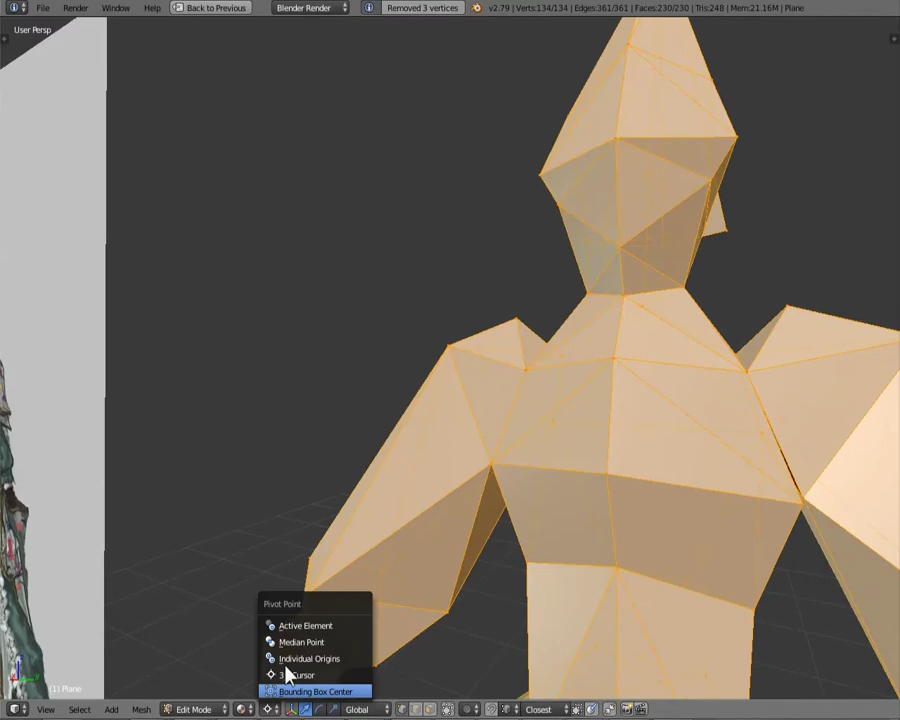 File Render Window Help Back to Previous Blender Render Removed 3 vertices v2.79 | Verts:134/134 | Edges:361/361 | Faces:230/230 | Tris:248 | Mem:21.16M | Plane
User Persp
Pivot Point
Active Element
Median Point
Individual Origins
Cursor
Bounding Box Center
(1) Plane
View Select Add Mesh Edit Mode Global Closest